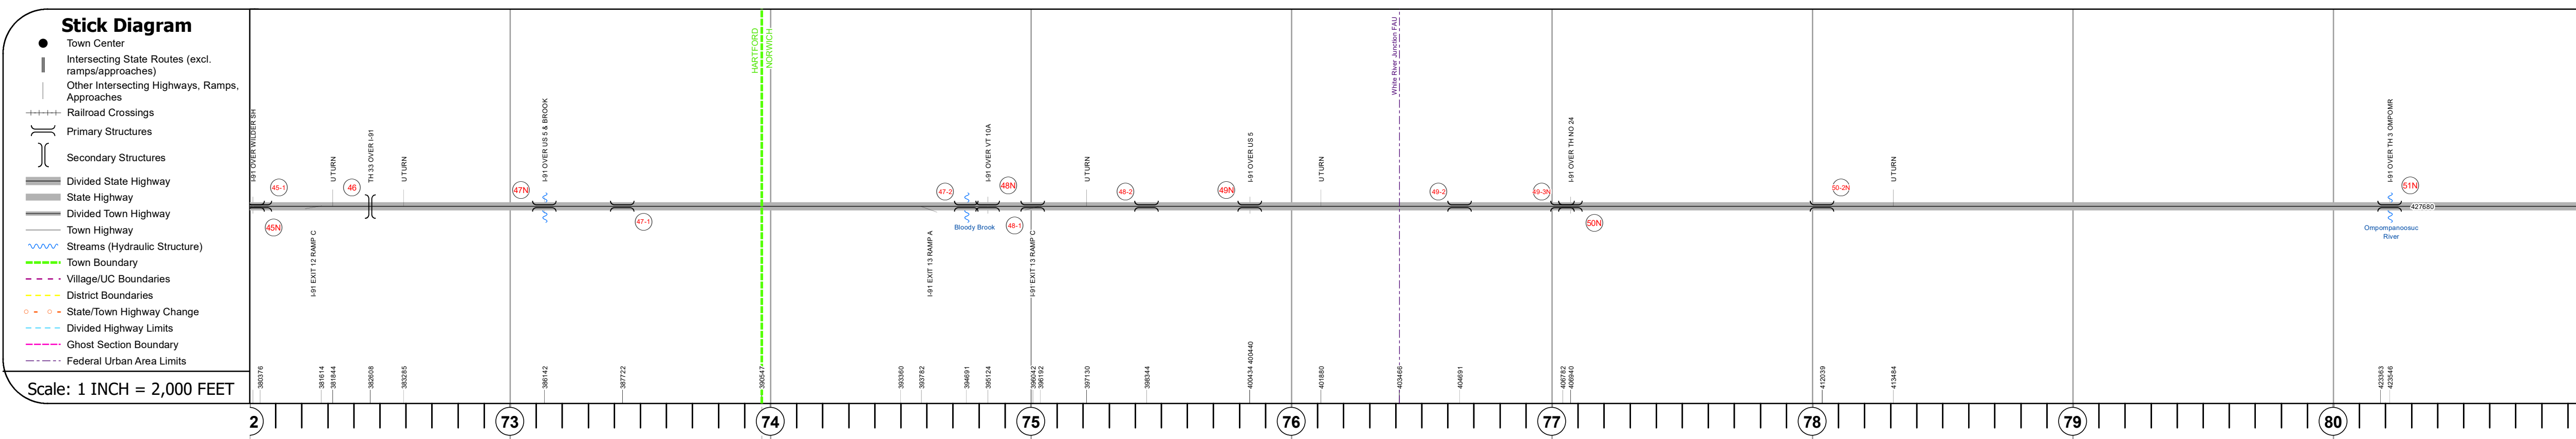 Stick Diagram
Town Center
Intersecting State Routes (excl.
ramps/approaches)
Other Intersecting Highways, Ramps,
Approaches
Railroad Crossings
Primary Structures
Secondary Structures
Divided State Highway
State Highway
Divided Town Highway
Town Highway
Streams (Hydraulic Structure)
Town Boundary
Village/UC Boundaries
District Boundaries
State/Town Highway Change
Divided Highway Limits
Ghost Section Boundary
Federal Urban Area Limits
Scale: 1 INCH = 2,000 FEET
HARTFORD
NORWICH
White River Junction FAU
I-91 OVER WILDER SH
U TURN
TH 33 OVER I-91
U TURN
I-91 OVER US 5 & BROOK
I-91 OVER VT 10A
U TURN
I-91 OVER US 5
U TURN
I-91 OVER TH NO 24
U TURN
I-91 OVER TH 3 OMPOMR
45-1
46
47N
47-2
48N
48-2
49N
49-2
49-3N
50-2N
51N
427680
45N
47-1
48-1
50N
Bloody Brook
Ompompanoosuc
River
I-91 EXIT 12 RAMP C
I-91 EXIT 13 RAMP A
I-91 EXIT 13 RAMP C
380376
381614
381844
382608
383285
386142
387722
390547
393360
393782
394691
395124
396042
396192
397130
398344
400434 400440
401880
403466
404691
406782
406940
412039
413484
423363
423546
2
73
74
75
76
77
78
79
80